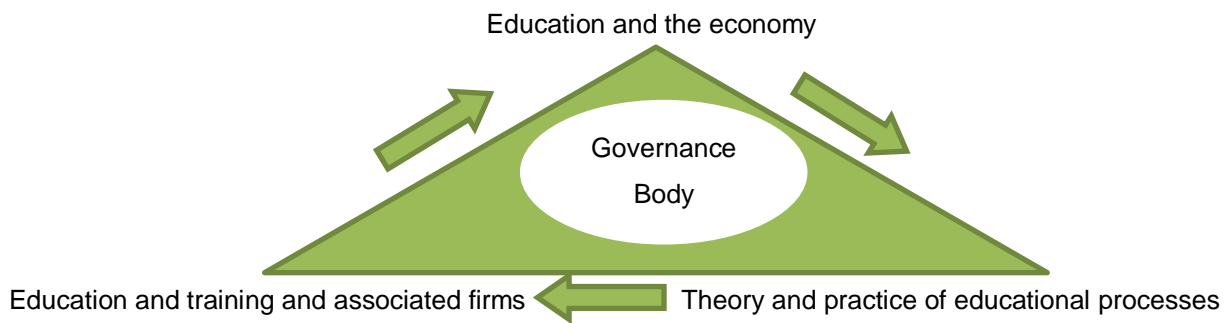 Education and the economy
Governance
Body
Education and training and associated firms
Theory and practice of educational processes